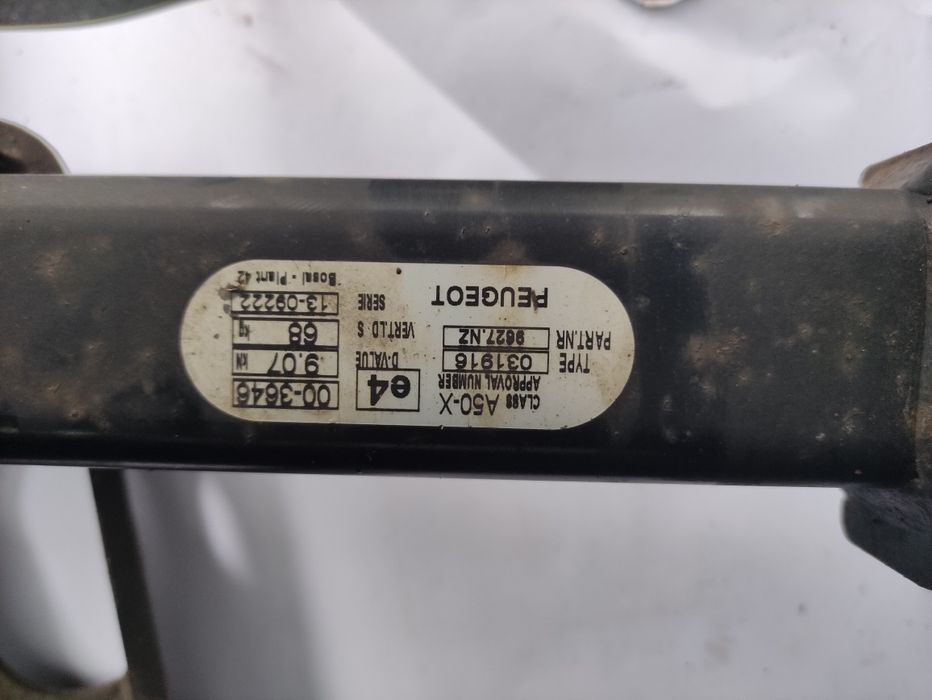 CLASS A50-X e4 00-3646
APPROVAL NUMBER
TYPE 031916 D-VALUE 9.07 kN
PART.NR 9627.NZ VERT.LD S 68 kg
PEUGEOT SERIE 13-09222
Bosal - Plant 42